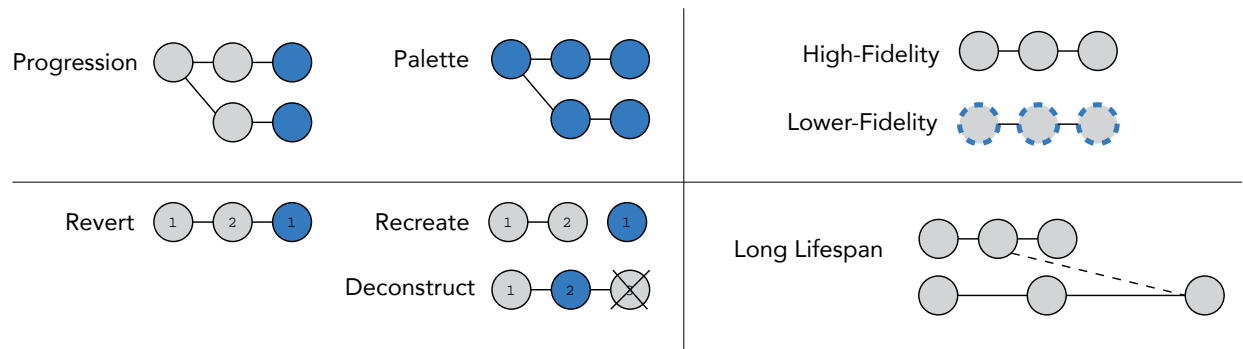 Progression
Palette
High-Fidelity
Lower-Fidelity
Revert 1 2 1
Recreate 1 2 1
Deconstruct 1 2
Long Lifespan